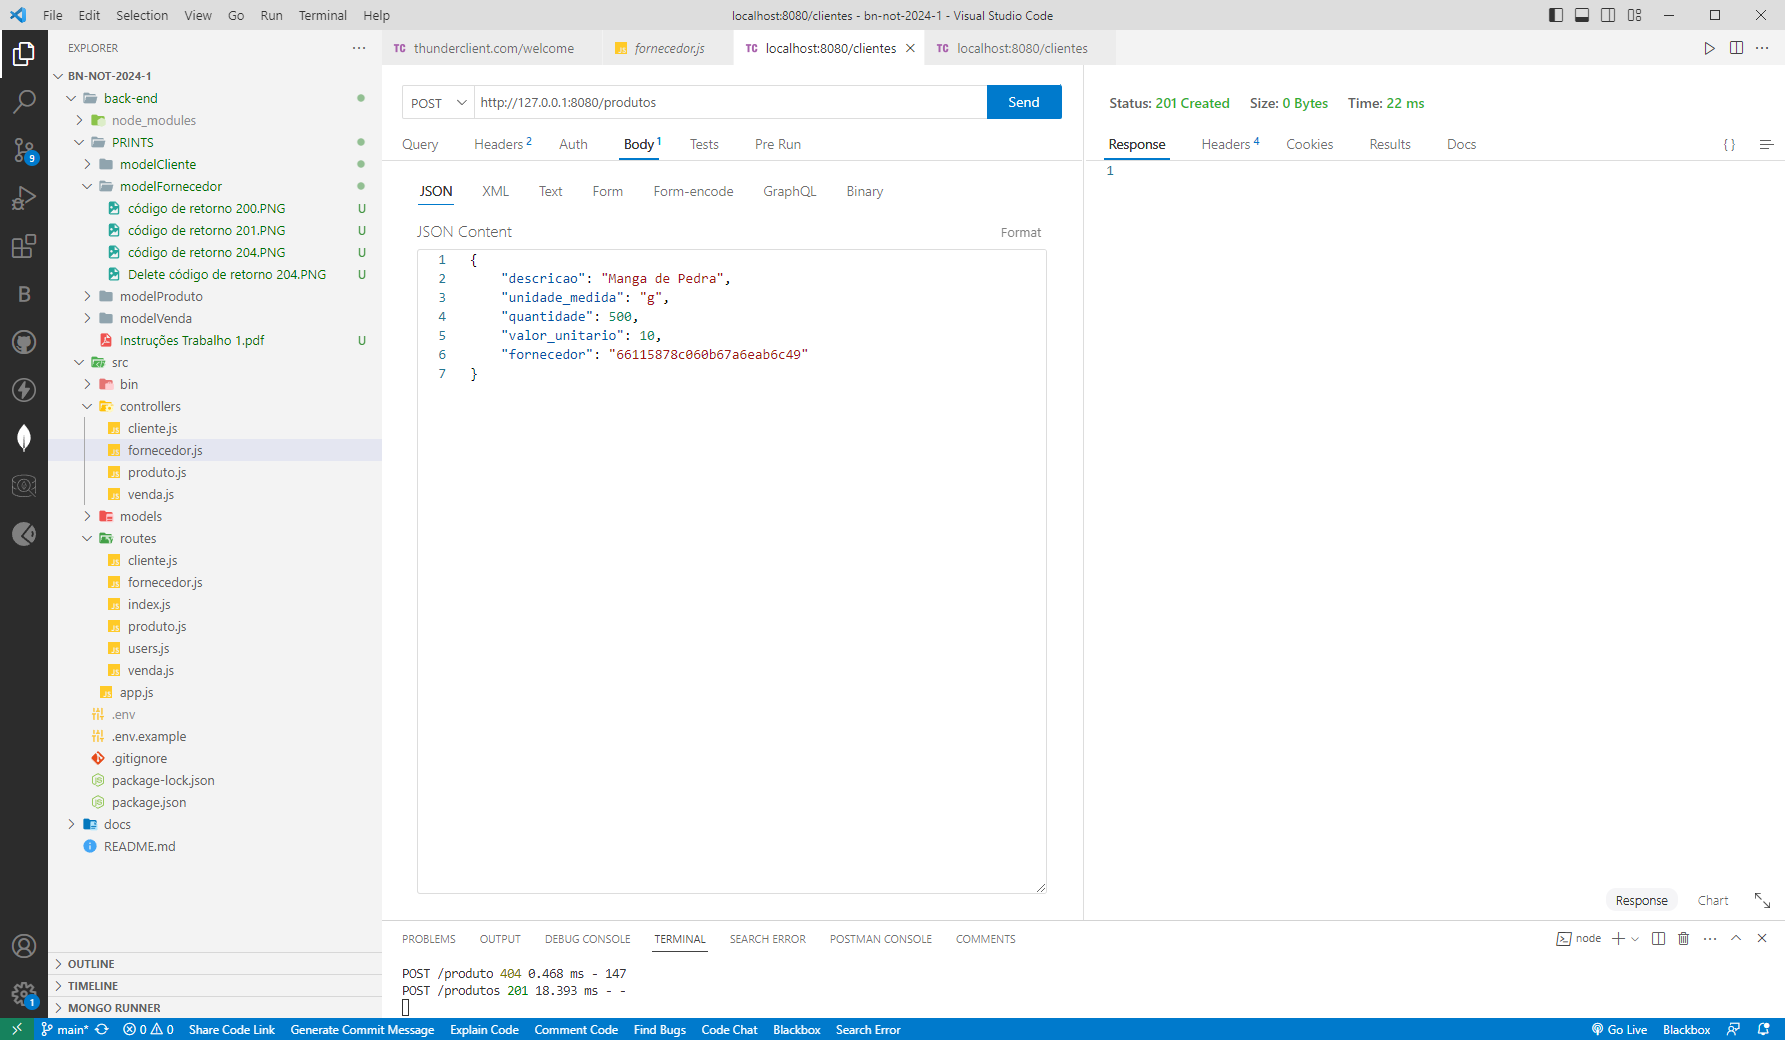 File Edit Selection View Go Run Terminal Help
localhost:8080/clientes - bn-not-2024-1 - Visual Studio Code
EXPLORER
BN-NOT-2024-1
back-end
node_modules
PRINTS
modelCliente
modelFornecedor
código de retorno 200.PNG U
código de retorno 201.PNG U
código de retorno 204.PNG U
Delete código de retorno 204.PNG U
modelProduto
modelVenda
Instruções Trabalho 1.pdf U
src
bin
controllers
cliente.js
fornecedor.js
produto.js
venda.js
models
routes
cliente.js
fornecedor.js
index.js
produto.js
users.js
venda.js
app.js
.env
.env.example
.gitignore
package-lock.json
package.json
docs
README.md
OUTLINE
TIMELINE
MONGO RUNNER
9
B
1
TC thunderclient.com/welcome
JS fornecedor.js
TC localhost:8080/clientes
TC localhost:8080/clientes
POST http://127.0.0.1:8080/produtos Send
Query Headers 2 Auth Body 1 Tests Pre Run
JSON XML Text Form Form-encode GraphQL Binary
JSON Content Format
1 {
2 "descricao": "Manga de Pedra",
3 "unidade_medida": "g",
4 "quantidade": 500,
5 "valor_unitario": 10,
6 "fornecedor": "66115878c060b67a6eab6c49"
7 }
Status: 201 Created Size: 0 Bytes Time: 22 ms
Response Headers 4 Cookies Results Docs { }
1
Response Chart
PROBLEMS OUTPUT DEBUG CONSOLE TERMINAL SEARCH ERROR POSTMAN CONSOLE COMMENTS
node
POST /produto 404 0.468 ms - 147
POST /produtos 201 18.393 ms - -
main* 0 0 Share Code Link Generate Commit Message Explain Code Comment Code Find Bugs Code Chat Blackbox Search Error
Go Live Blackbox